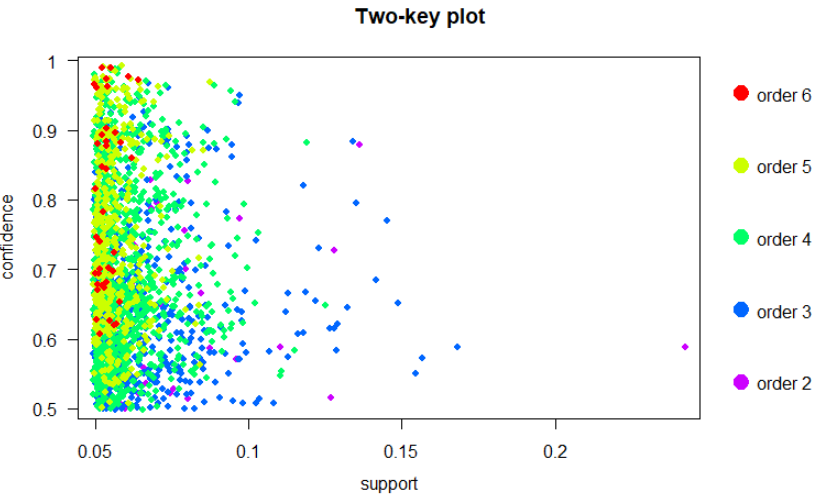 Two-key plot
1
0.9
0.8
0.7
0.6
0.5
confidence
0.05 0.1 0.15 0.2
support
order 6
order 5
order 4
order 3
order 2